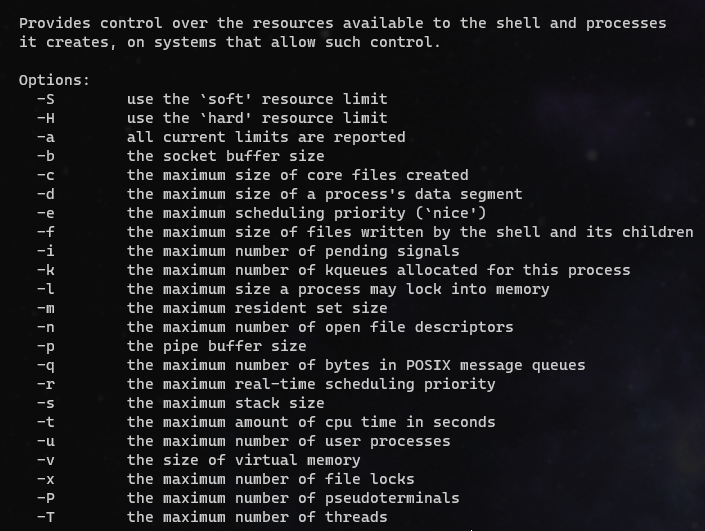 Provides control over the resources available to the shell and processes
it creates, on systems that allow such control.

Options:
  -S        use the `soft' resource limit
  -H        use the `hard' resource limit
  -a        all current limits are reported
  -b        the socket buffer size
  -c        the maximum size of core files created
  -d        the maximum size of a process's data segment
  -e        the maximum scheduling priority (`nice')
  -f        the maximum size of files written by the shell and its children
  -i        the maximum number of pending signals
  -k        the maximum number of kqueues allocated for this process
  -l        the maximum size a process may lock into memory
  -m        the maximum resident set size
  -n        the maximum number of open file descriptors
  -p        the pipe buffer size
  -q        the maximum number of bytes in POSIX message queues
  -r        the maximum real-time scheduling priority
  -s        the maximum stack size
  -t        the maximum amount of cpu time in seconds
  -u        the maximum number of user processes
  -v        the size of virtual memory
  -x        the maximum number of file locks
  -P        the maximum number of pseudoterminals
  -T        the maximum number of threads